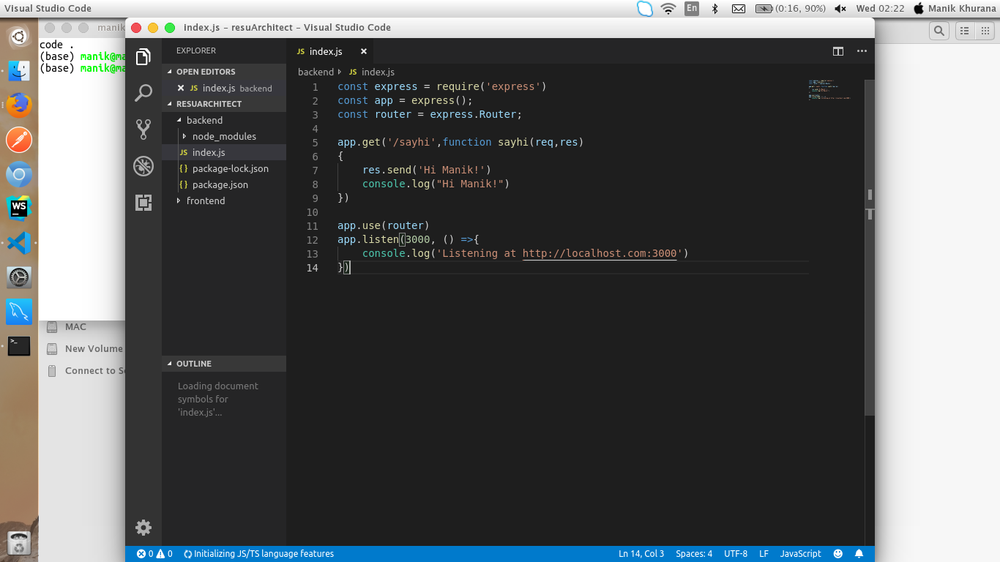 Visual Studio Code
En
(0:16, 90%)
Wed 02:22
Manik Khurana
manik
code .
(base) manik@ma
(base) manik@ma
MAC
New Volume
Connect to Se
WS
index.js - resuArchitect - Visual Studio Code
EXPLORER
OPEN EDITORS
JS index.js backend
RESUARCHITECT
backend
node_modules
JS index.js
{} package-lock.json
{} package.json
frontend
OUTLINE
Loading document
symbols for
'index.js'...
JS index.js
backend JS index.js
1 const express = require('express')
2 const app = express();
3 const router = express.Router;
4
5 app.get('/sayhi',function sayhi(req,res)
6 {
7 res.send('Hi Manik!')
8 console.log("Hi Manik!")
9 })
10
11 app.use(router)
12 app.listen(3000, () =>{
13 console.log('Listening at http://localhost.com:3000')
14 })
0 0 Initializing JS/TS language features
Ln 14, Col 3 Spaces: 4 UTF-8 LF JavaScript